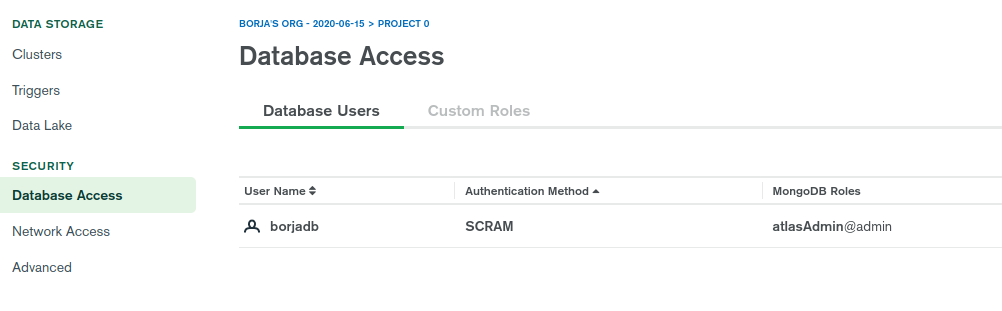 DATA STORAGE
Clusters
Triggers
Data Lake
SECURITY
Database Access
Network Access
Advanced
BORJA'S ORG - 2020-06-15 > PROJECT 0
Database Access
Database Users
Custom Roles
User Name
Authentication Method
MongoDB Roles
borjadb
SCRAM
atlasAdmin@admin